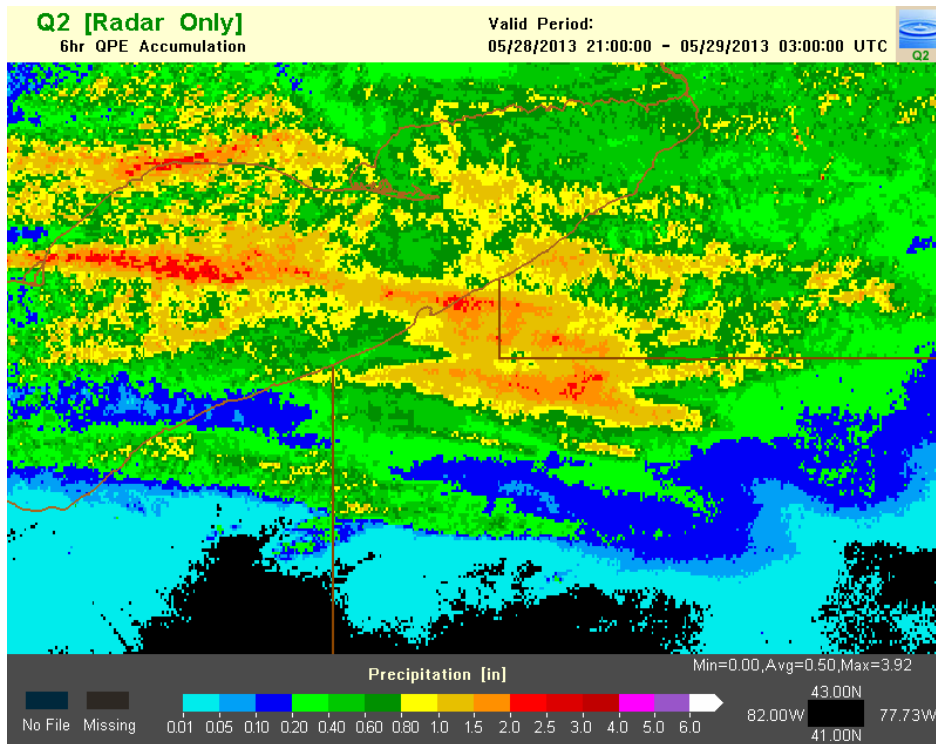 Q2 [Radar Only]
6hr QPE Accumulation
Valid Period:
05/28/2013 21:00:00 - 05/29/2013 03:00:00 UTC
Q2
Precipitation [in]
Min=0.00,Avg=0.50,Max=3.92
No File
Missing
0.01 0.05 0.10 0.20 0.40 0.60 0.80 1.0 1.5 2.0 2.5 3.0 4.0 5.0 6.0
43.00N
82.00W
77.73W
41.00N